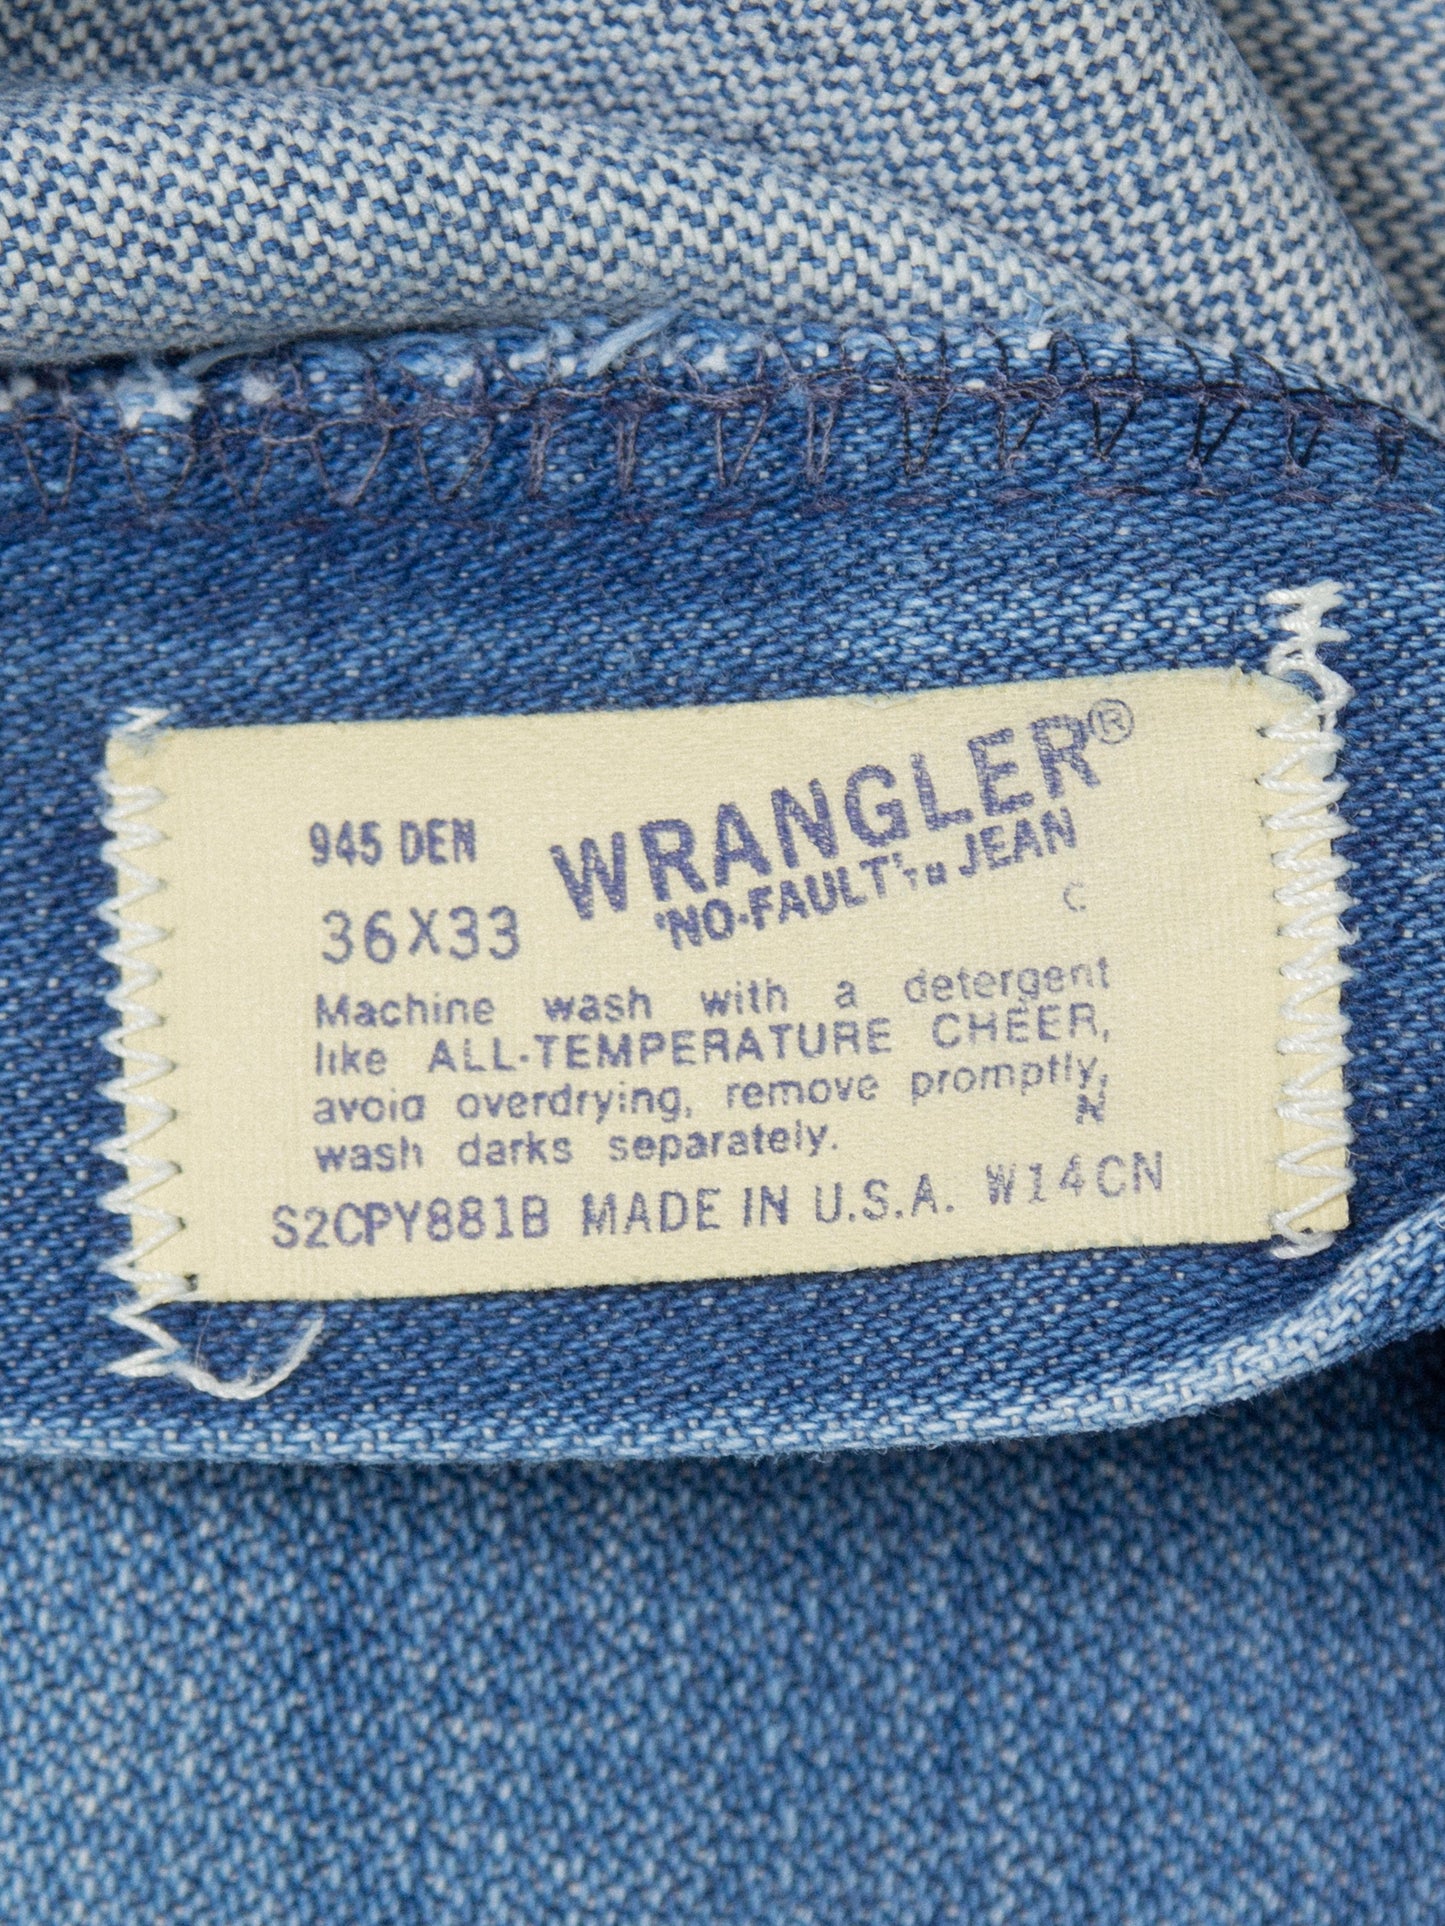 945 DEN
WRANGLER®
36X33
'NO-FAULT'TM JEAN
C
Machine wash with a detergent
like ALL-TEMPERATURE CHEER,
avoid overdrying, remove promptly,
N
wash darks separately.
S2CPY881B MADE IN U.S.A. W14CN